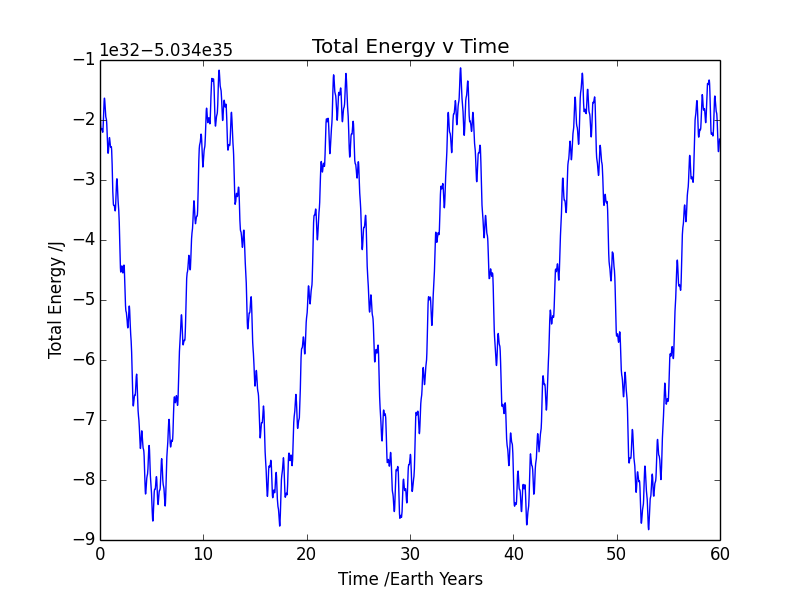 Total Energy v Time
1e32−5.034e35
−1
−2
−3
−4
−5
−6
−7
−8
−9
Total Energy /J
0 10 20 30 40 50 60
Time /Earth Years